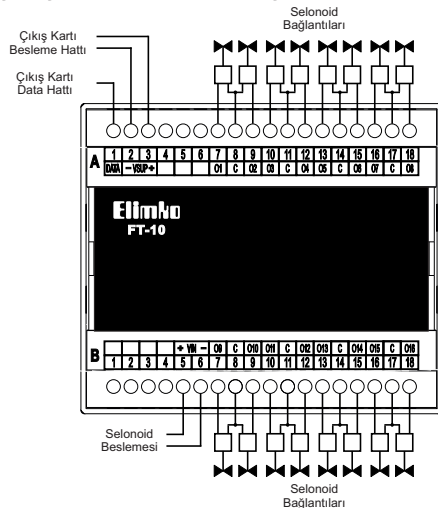 Selonoid
Bağlantıları
Çıkış Kartı
Besleme Hattı
Çıkış Kartı
Data Hattı
A
1 2 3 4 5 6 7 8 9 10 11 12 13 14 15 16 17 18
DATA - VSUP + O1 C O2 O3 C O4 O5 C O6 O7 C O8
Elimko
FT-10
B
+ VIN - O9 C O10 O11 C O12 O13 C O14 O15 C O16
1 2 3 4 5 6 7 8 9 10 11 12 13 14 15 16 17 18
Selonoid
Beslemesi
Selonoid
Bağlantıları